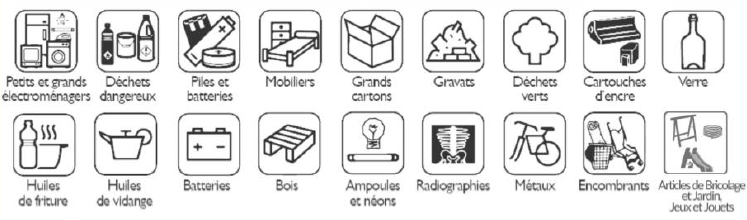 Petits et grands
électroménagers
Déchets
dangereux
Piles et
batteries
Mobiliers
Grands
cartons
Gravats
Déchets
verts
Cartouches
d'encre
Verre
Huiles
de friture
Huiles
de vidange
Batteries
Bois
Ampoules
et néons
Radiographies
Métaux
Encombrants
Articles de Bricolage
et Jardin,
Jeux et Jouets